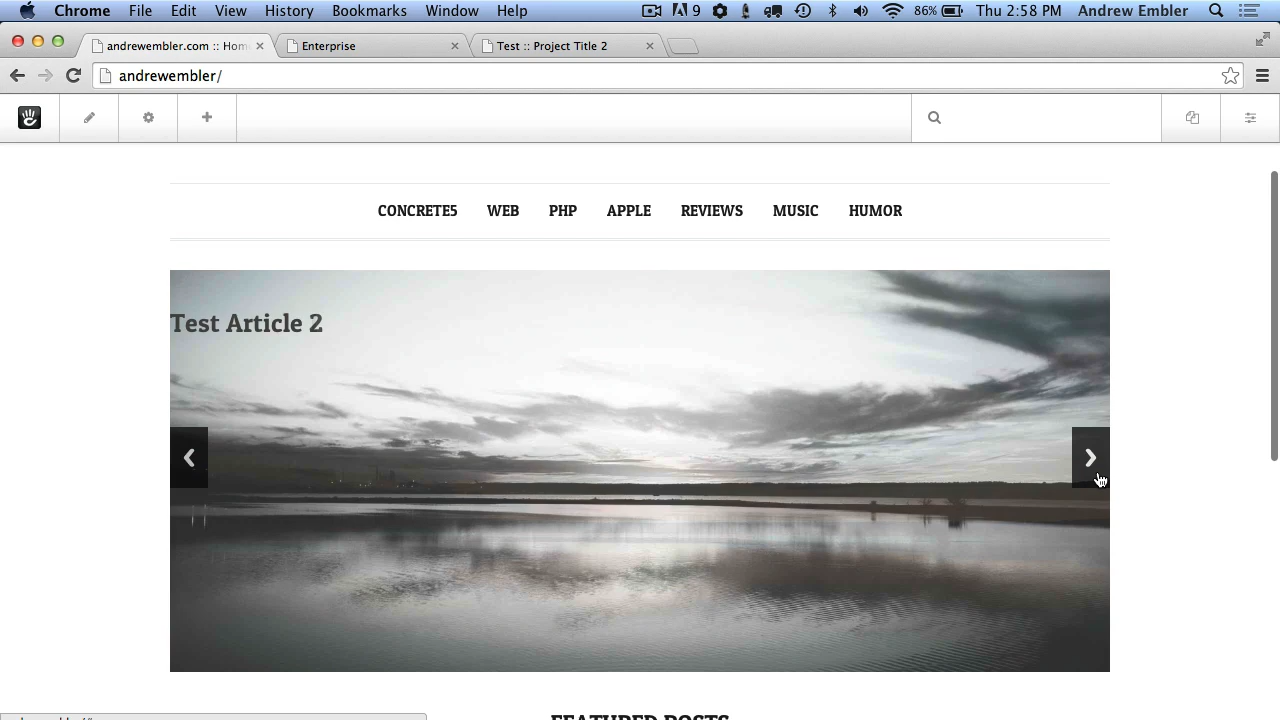 Chrome File Edit View History Bookmarks Window Help 9 86% Thu 2:58 PM Andrew Embler
andrewembler.com :: Hom Enterprise Test :: Project Title 2
andrewembler/
CONCRETE5 WEB PHP APPLE REVIEWS MUSIC HUMOR
Test Article 2
FEATURED POSTS